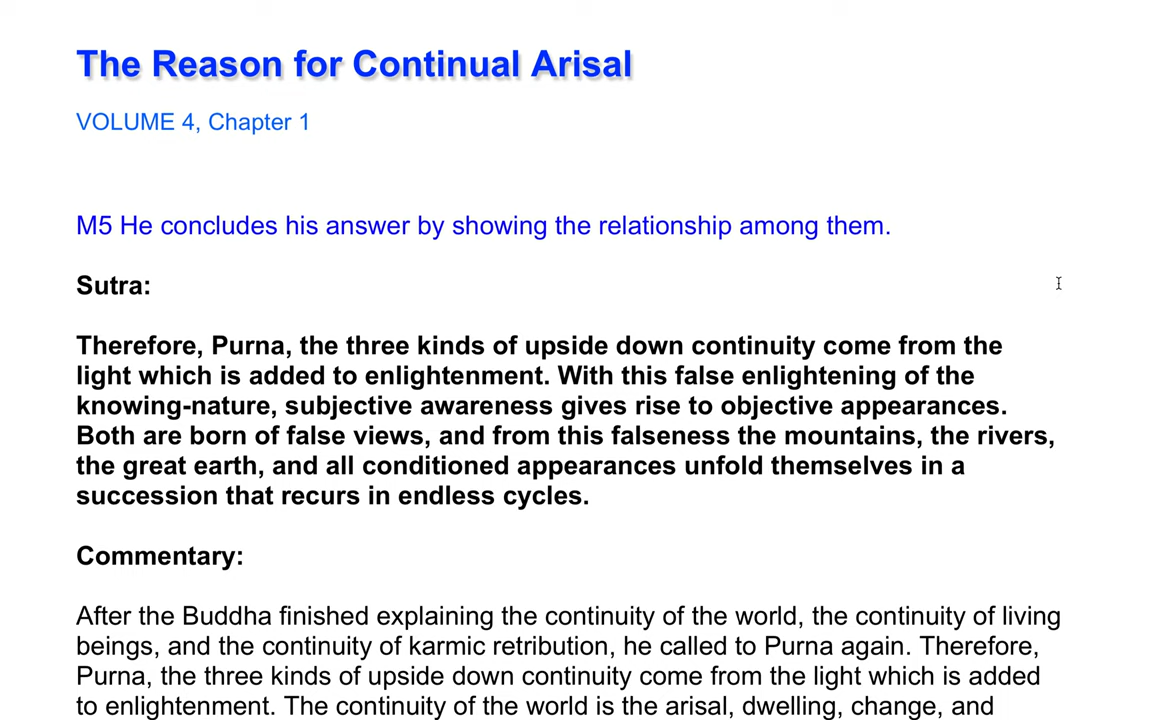 The Reason for Continual Arisal
VOLUME 4, Chapter 1
M5 He concludes his answer by showing the relationship among them.
Sutra:
Therefore, Purna, the three kinds of upside down continuity come from the
light which is added to enlightenment. With this false enlightening of the
knowing-nature, subjective awareness gives rise to objective appearances.
Both are born of false views, and from this falseness the mountains, the rivers,
the great earth, and all conditioned appearances unfold themselves in a
succession that recurs in endless cycles.
Commentary:
After the Buddha finished explaining the continuity of the world, the continuity of living
beings, and the continuity of karmic retribution, he called to Purna again. Therefore,
Purna, the three kinds of upside down continuity come from the light which is added
to enlightenment. The continuity of the world is the arisal, dwelling, change, and